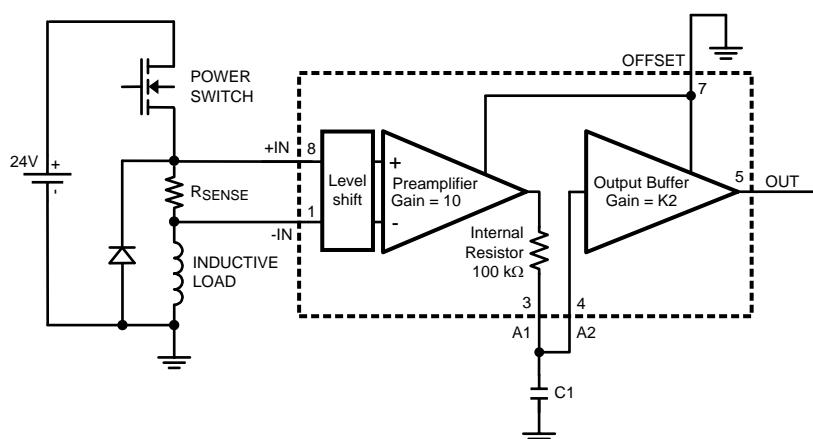 OFFSET
7
POWER
SWITCH
24V
+
-
+IN
8
Level
shift
+
-
Preamplifier
Gain = 10
Output Buffer
Gain = K2
5
OUT
RSENSE
1
-IN
INDUCTIVE
LOAD
Internal
Resistor
100 kΩ
3
4
A1
A2
C1